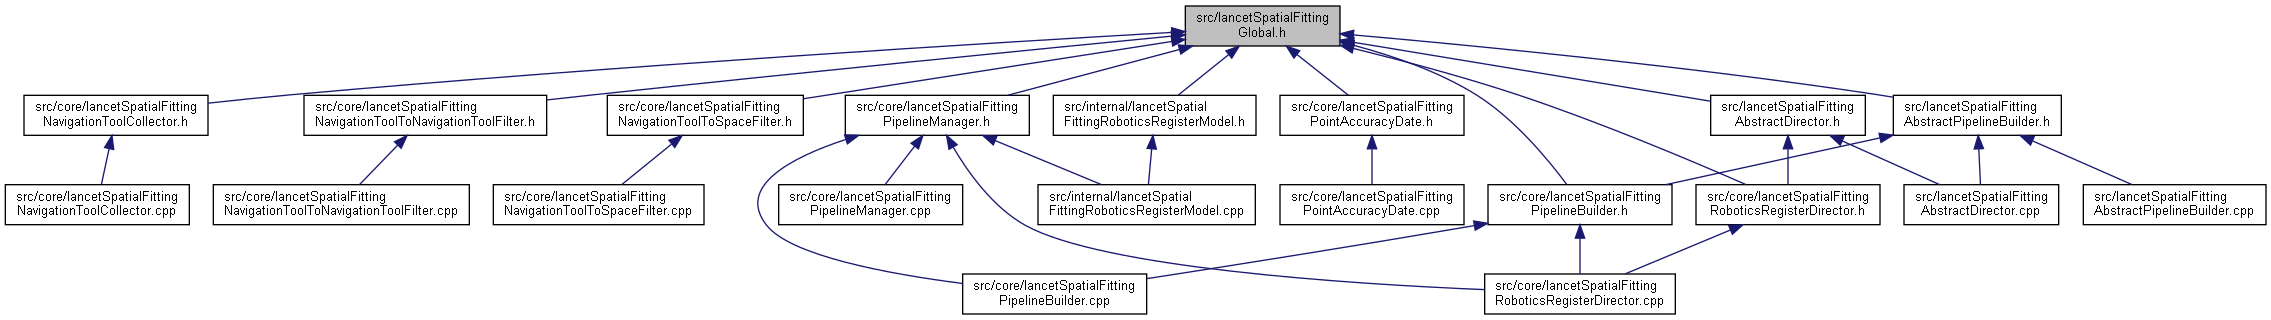 src/lancetSpatialFitting
Global.h
src/core/lancetSpatialFitting
NavigationToolCollector.h
src/core/lancetSpatialFitting
NavigationToolToNavigationToolFilter.h
src/core/lancetSpatialFitting
NavigationToolToSpaceFilter.h
src/core/lancetSpatialFitting
PipelineManager.h
src/internal/lancetSpatial
FittingRoboticsRegisterModel.h
src/core/lancetSpatialFitting
PointAccuracyDate.h
src/lancetSpatialFitting
AbstractDirector.h
src/lancetSpatialFitting
AbstractPipelineBuilder.h
src/core/lancetSpatialFitting
NavigationToolCollector.cpp
src/core/lancetSpatialFitting
NavigationToolToNavigationToolFilter.cpp
src/core/lancetSpatialFitting
NavigationToolToSpaceFilter.cpp
src/core/lancetSpatialFitting
PipelineManager.cpp
src/internal/lancetSpatial
FittingRoboticsRegisterModel.cpp
src/core/lancetSpatialFitting
PointAccuracyDate.cpp
src/core/lancetSpatialFitting
PipelineBuilder.h
src/core/lancetSpatialFitting
RoboticsRegisterDirector.h
src/lancetSpatialFitting
AbstractDirector.cpp
src/lancetSpatialFitting
AbstractPipelineBuilder.cpp
src/core/lancetSpatialFitting
PipelineBuilder.cpp
src/core/lancetSpatialFitting
RoboticsRegisterDirector.cpp